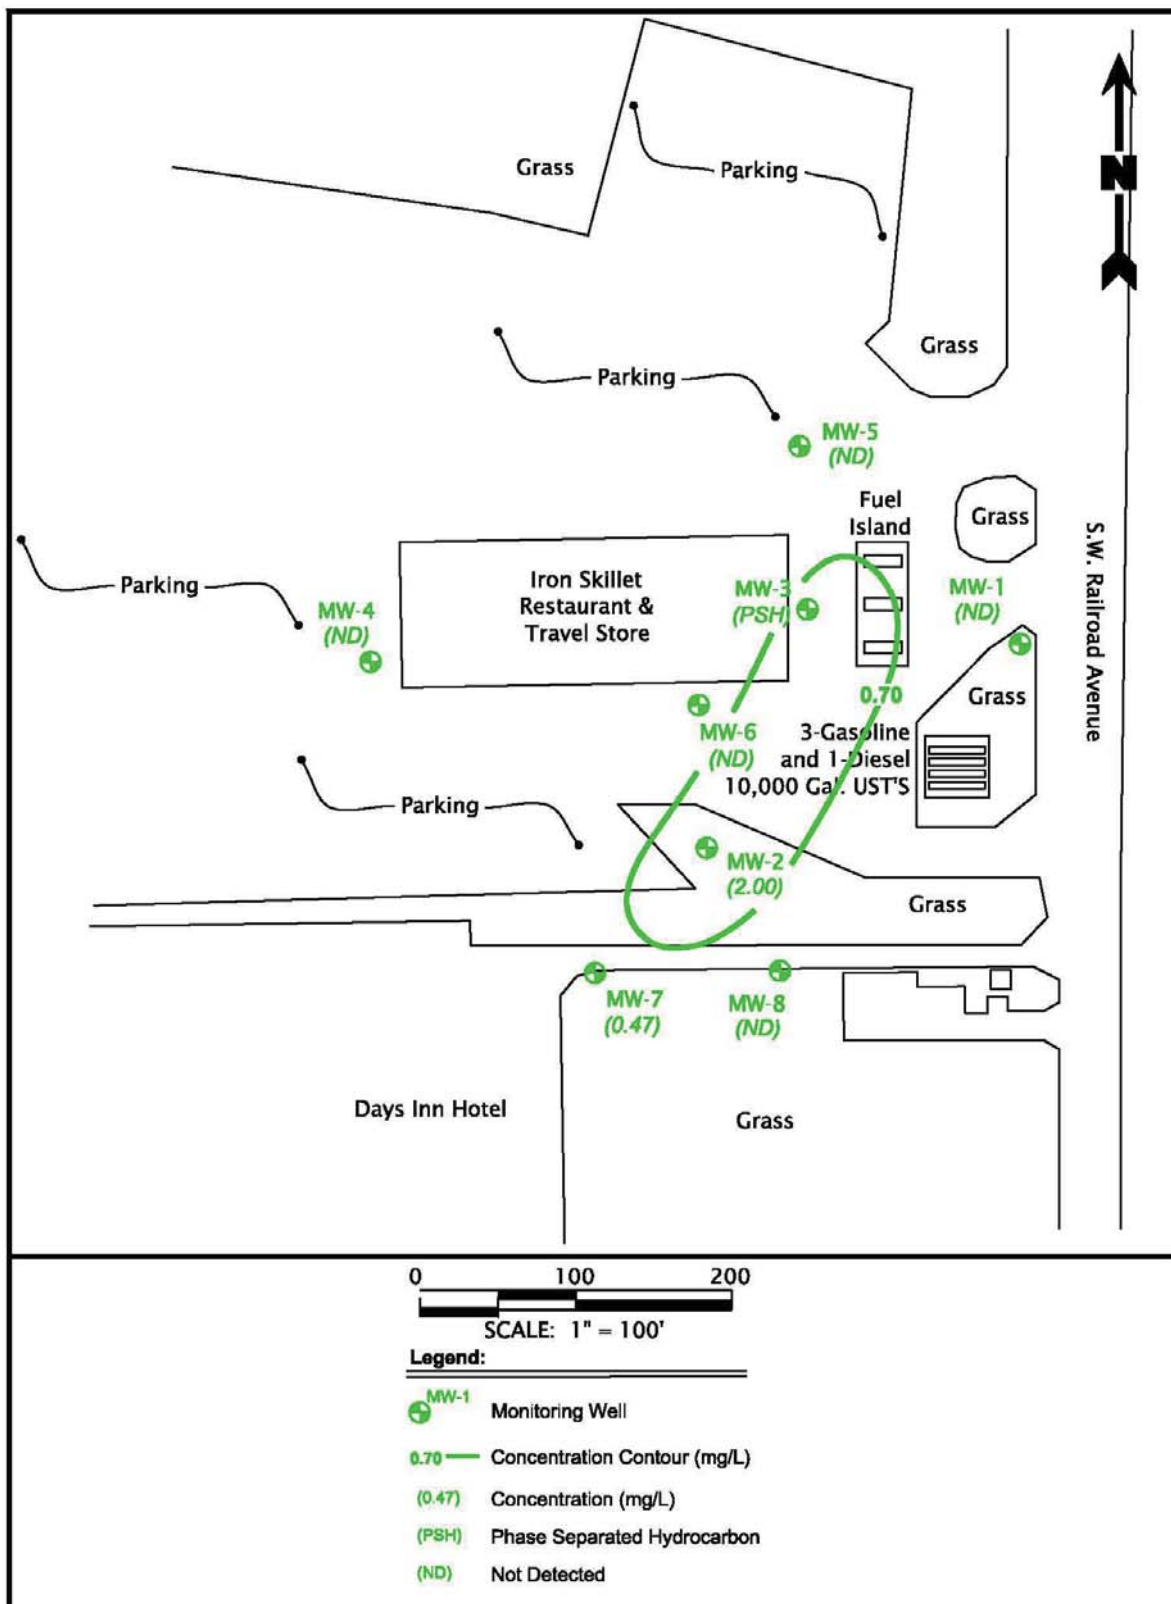 Grass
Parking
N
Grass
Parking
MW-5
(ND)
Fuel
Island
Grass
S.W. Railroad Avenue
Parking
MW-4
(ND)
Iron Skillet
Restaurant &
Travel Store
MW-3
(PSH)
MW-1
(ND)
0.70
Grass
MW-6
(ND)
3-Gasoline
and 1-Diesel
10,000 Gal. UST'S
Parking
MW-2
(2.00)
Grass
MW-7
(0.47)
MW-8
(ND)
Days Inn Hotel
Grass
0 100 200
SCALE: 1" = 100'
Legend:
MW-1 Monitoring Well
0.70 Concentration Contour (mg/L)
(0.47) Concentration (mg/L)
(PSH) Phase Separated Hydrocarbon
(ND) Not Detected